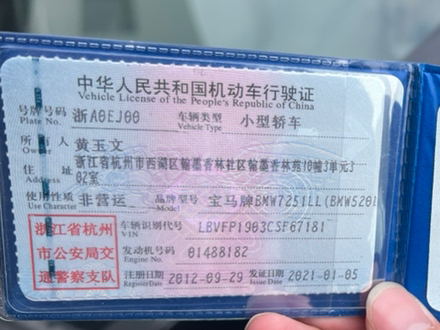 中华人民共和国机动车行驶证
Vehicle License of the People's Republic of China
号牌号码 浙A0EJ00 车辆类型 小型轿车
Plate No. Vehicle Type
所有人 黄玉文
Owner
浙江省杭州市西湖区翰墨香林社区翰墨香林苑10幢3单元3
住址 02室
Address
使用性质 非营运 品牌型号 宝马牌BMW7251LL(BMW520L
Use Character Model
浙江省杭州
市公安局交
通警察支队
车辆识别代号 LBVFP1903CSF67181
VIN
发动机号码 01488182
Engine No.
注册日期 2012-09-29 发证日期 2021-01-05
Register Date Issue Date